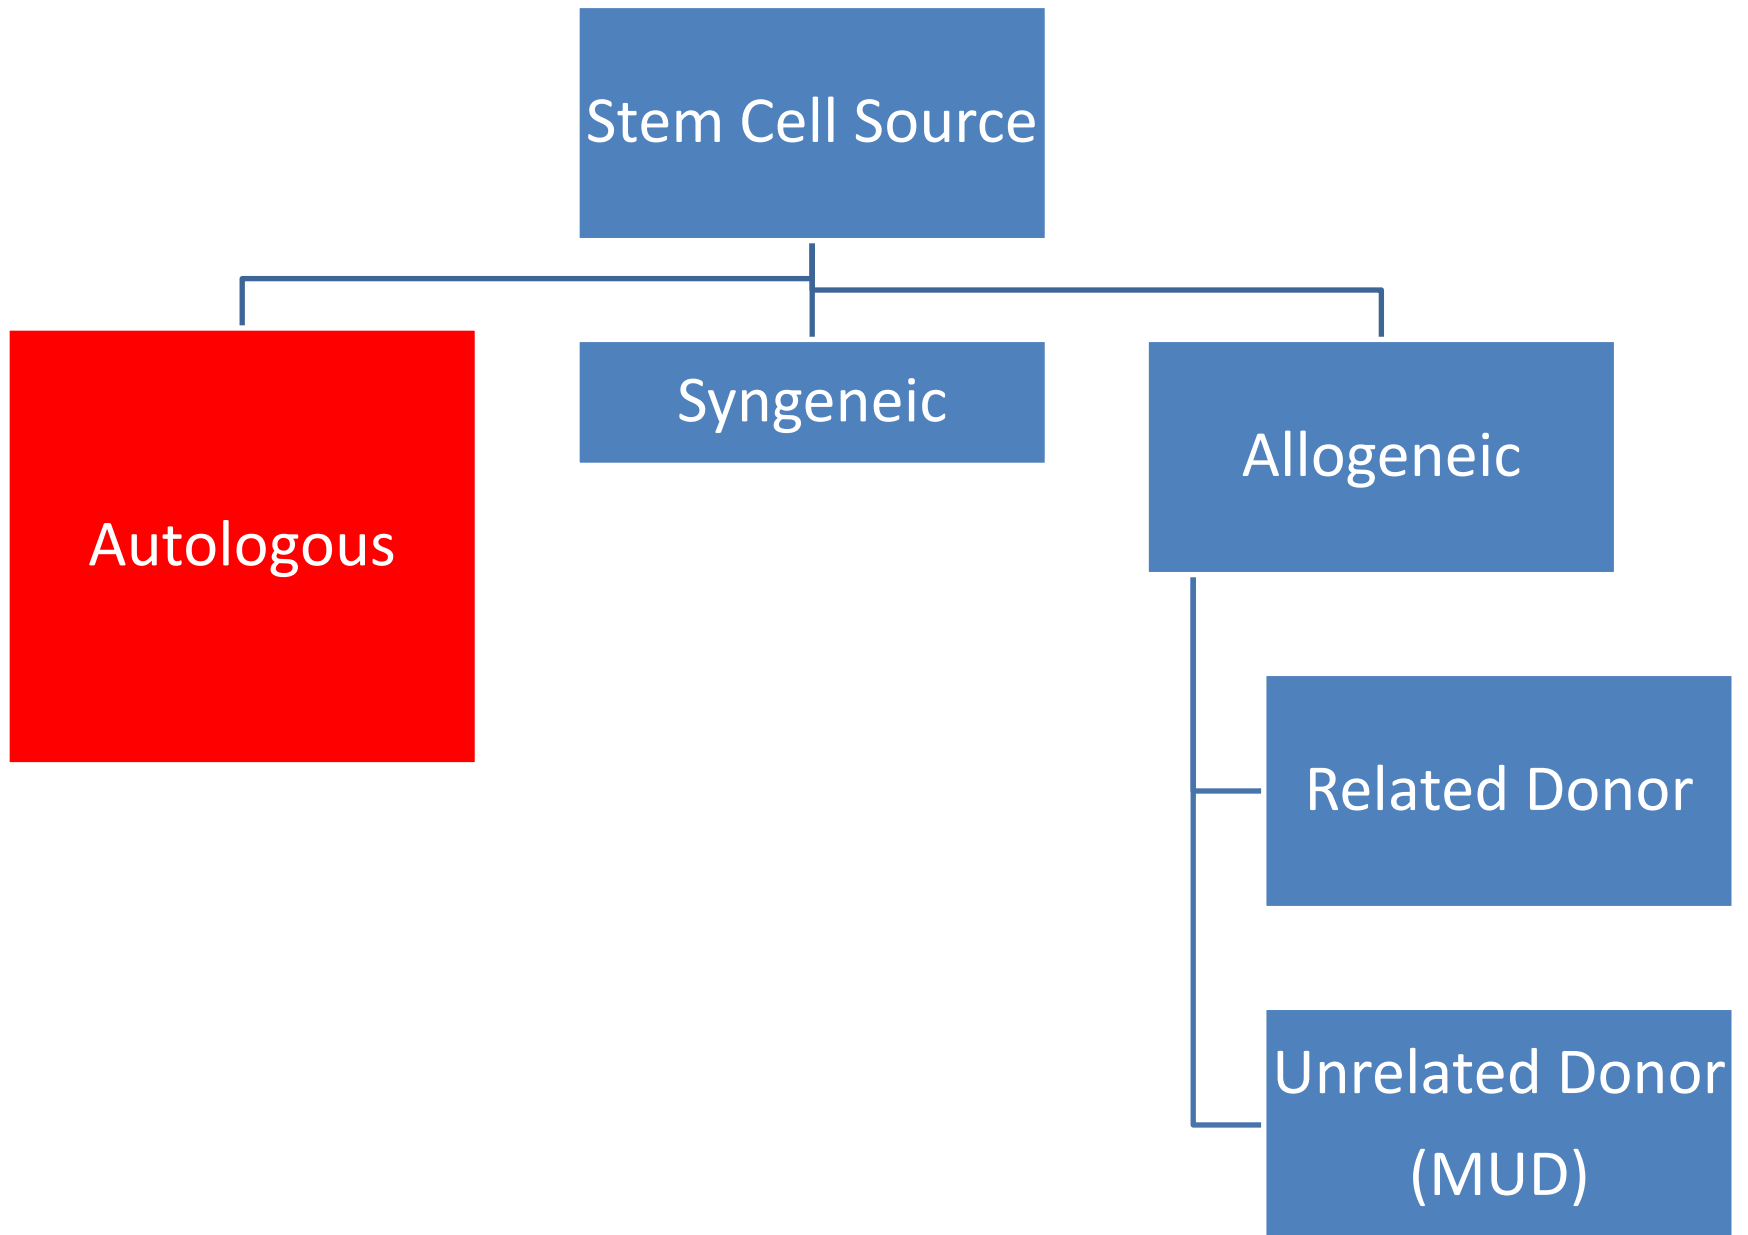 Stem Cell Source
Autologous
Syngeneic
Allogeneic
Related Donor
Unrelated Donor
(MUD)